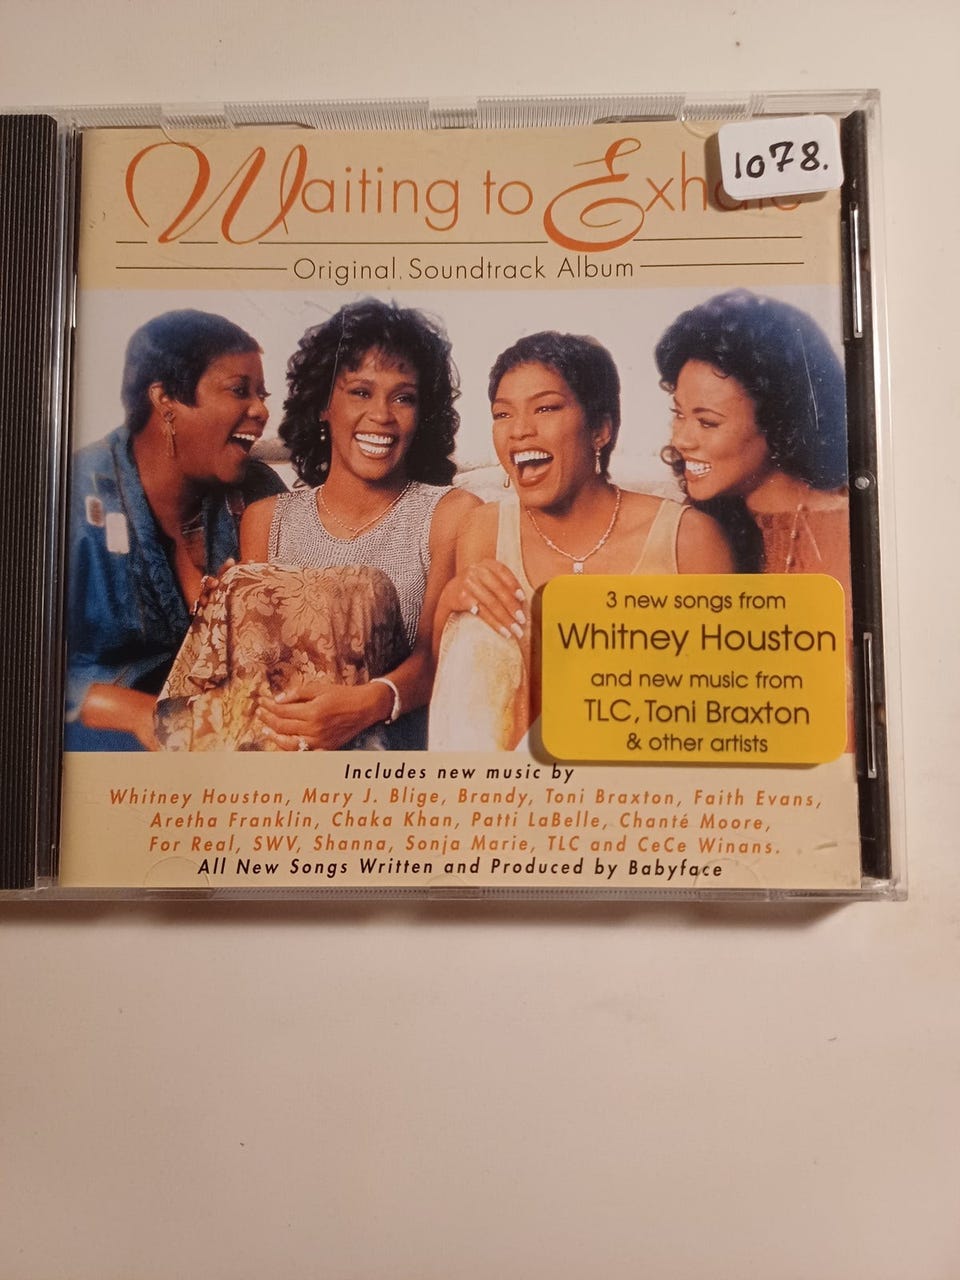 Waiting to Exhale
1078.
Original Soundtrack Album
3 new songs from
Whitney Houston
and new music from
TLC, Toni Braxton
& other artists
Includes new music by
Whitney Houston, Mary J. Blige, Brandy, Toni Braxton, Faith Evans,
Aretha Franklin, Chaka Khan, Patti LaBelle, Chanté Moore,
For Real, SWV, Shanna, Sonja Marie, TLC and CeCe Winans.
All New Songs Written and Produced by Babyface